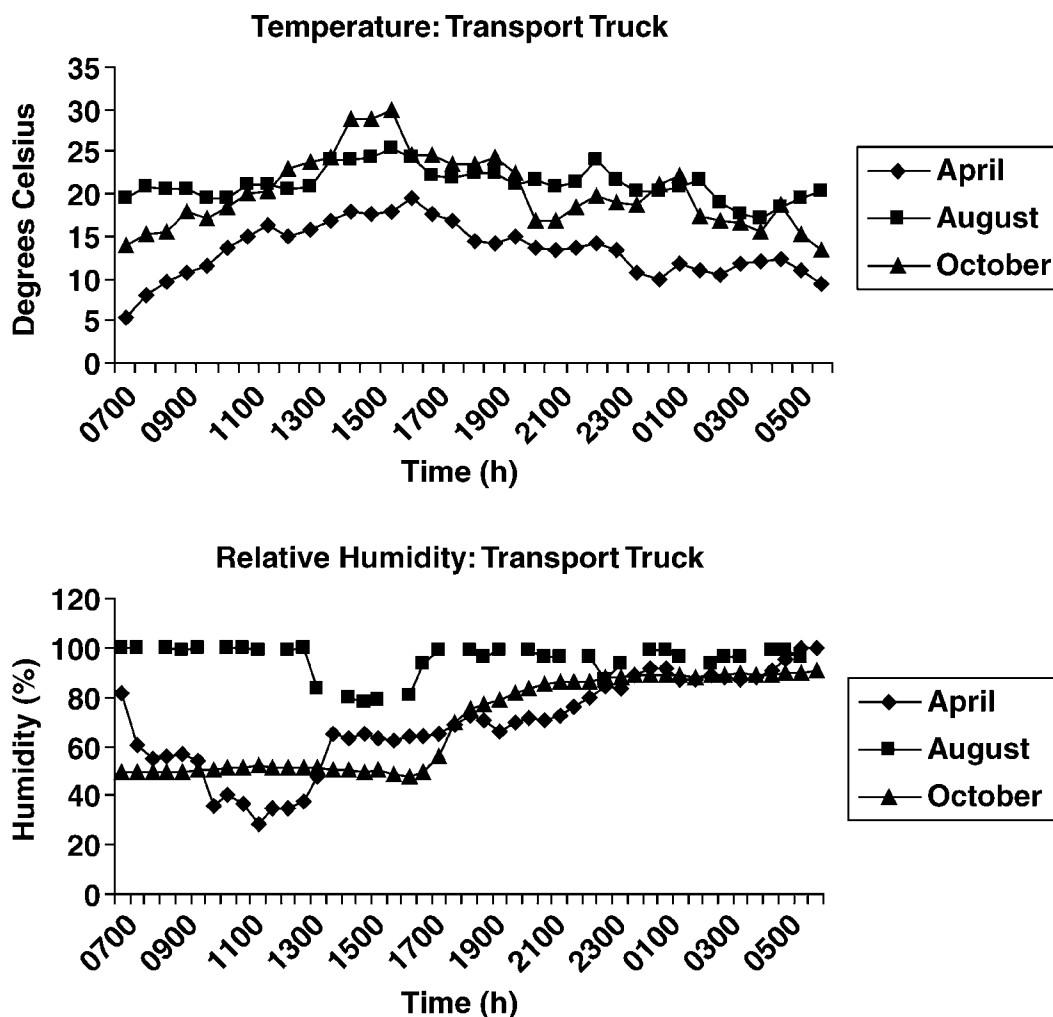 Temperature: Transport Truck
35
30
25
20
15
10
5
0
Degrees Celsius
0700 0900 1100 1300 1500 1700 1900 2100 2300 0100 0300 0500
Time (h)
April
August
October
Relative Humidity: Transport Truck
120
100
80
60
40
20
0
Humidity (%)
0700 0900 1100 1300 1500 1700 1900 2100 2300 0100 0300 0500
Time (h)
April
August
October